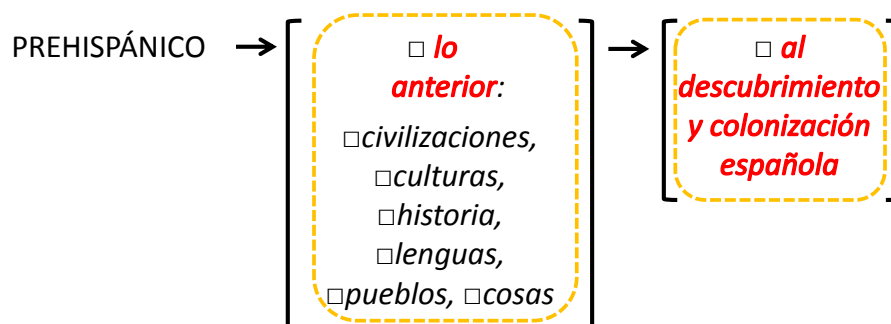 PREHISPÁNICO
□ lo
anterior:
□civilizaciones,
□culturas,
□historia,
□lenguas,
□pueblos, □cosas
□ al
descubrimiento
y colonización
española